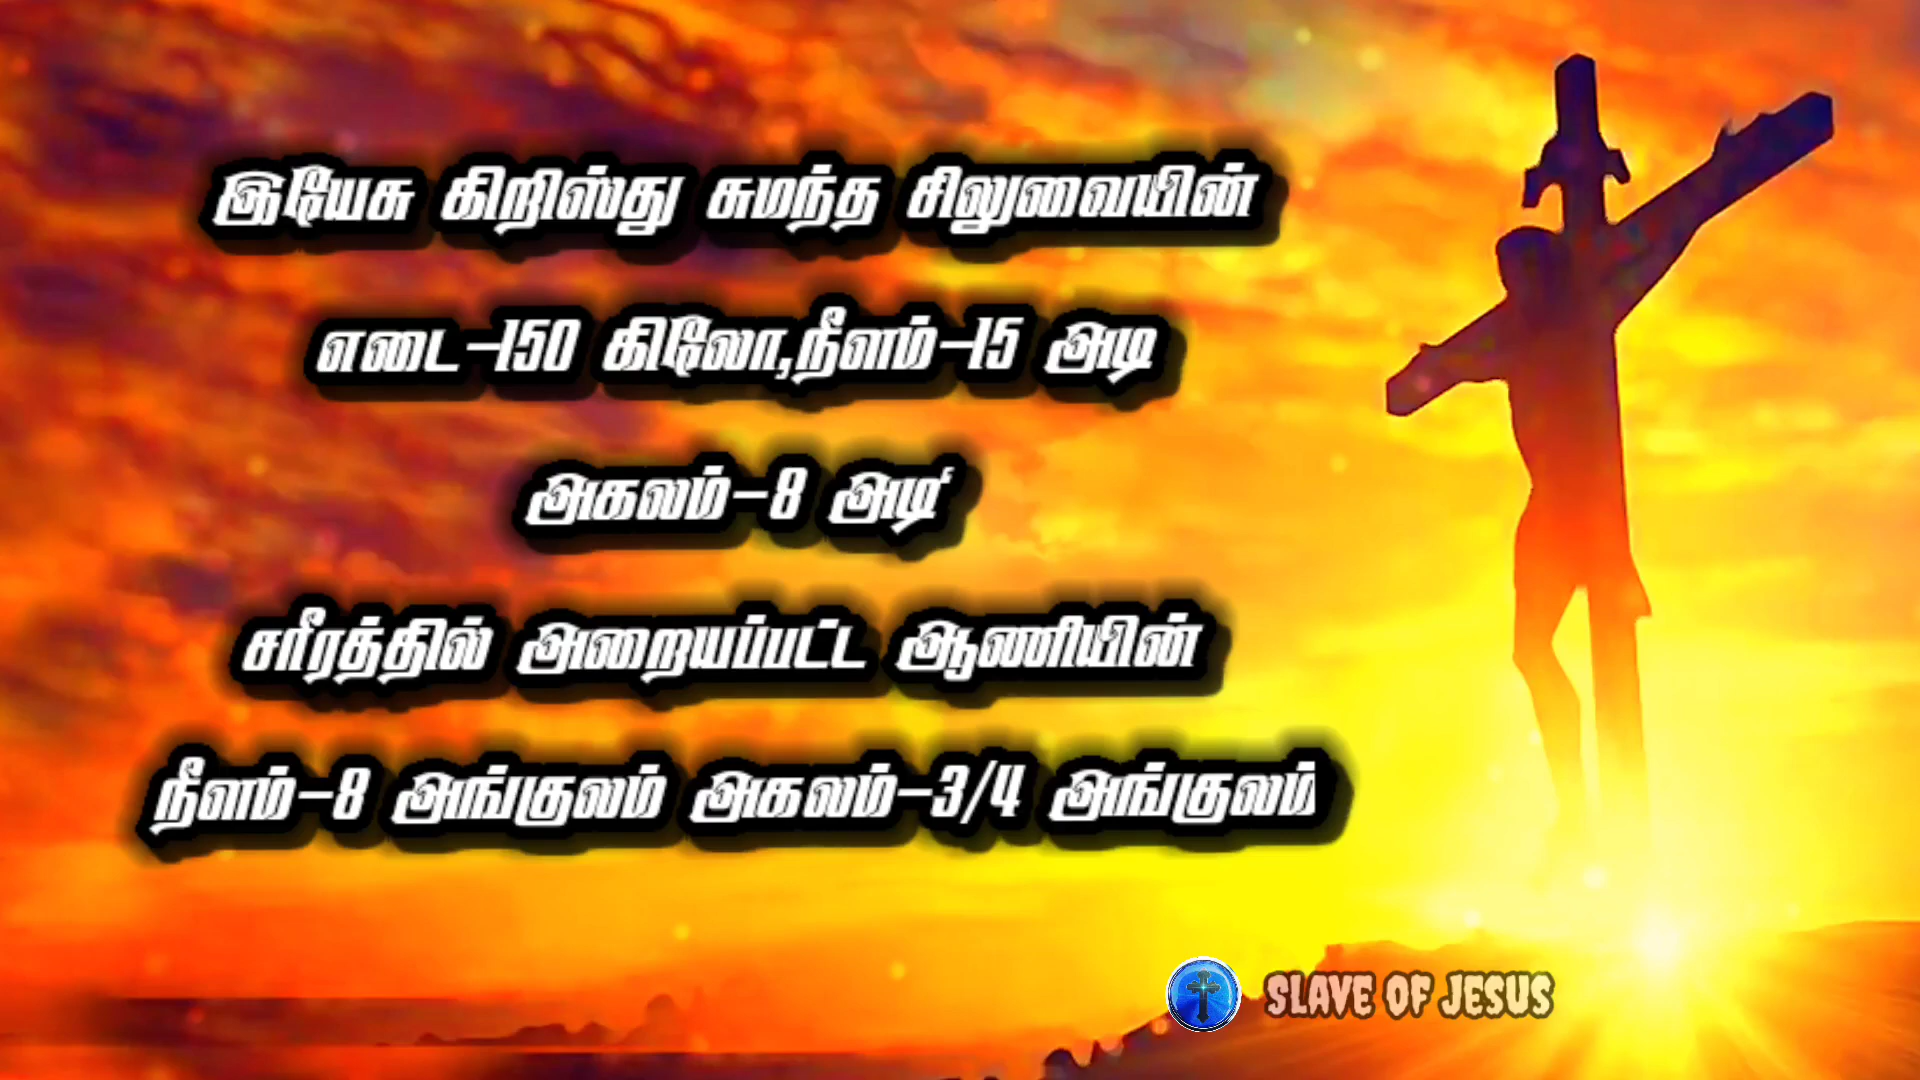 இயேசு கிறிஸ்து சுமந்த சிலுவையின்
எடை-150 கிலோ,நீளம்-15 அடி
அகலம்-8 அடி
சரீரத்தில் அறையப்பட்ட ஆணியின்
நீளம்-8 அங்குலம் அகலம்-3/4 அங்குலம்
SLAVE OF JESUS